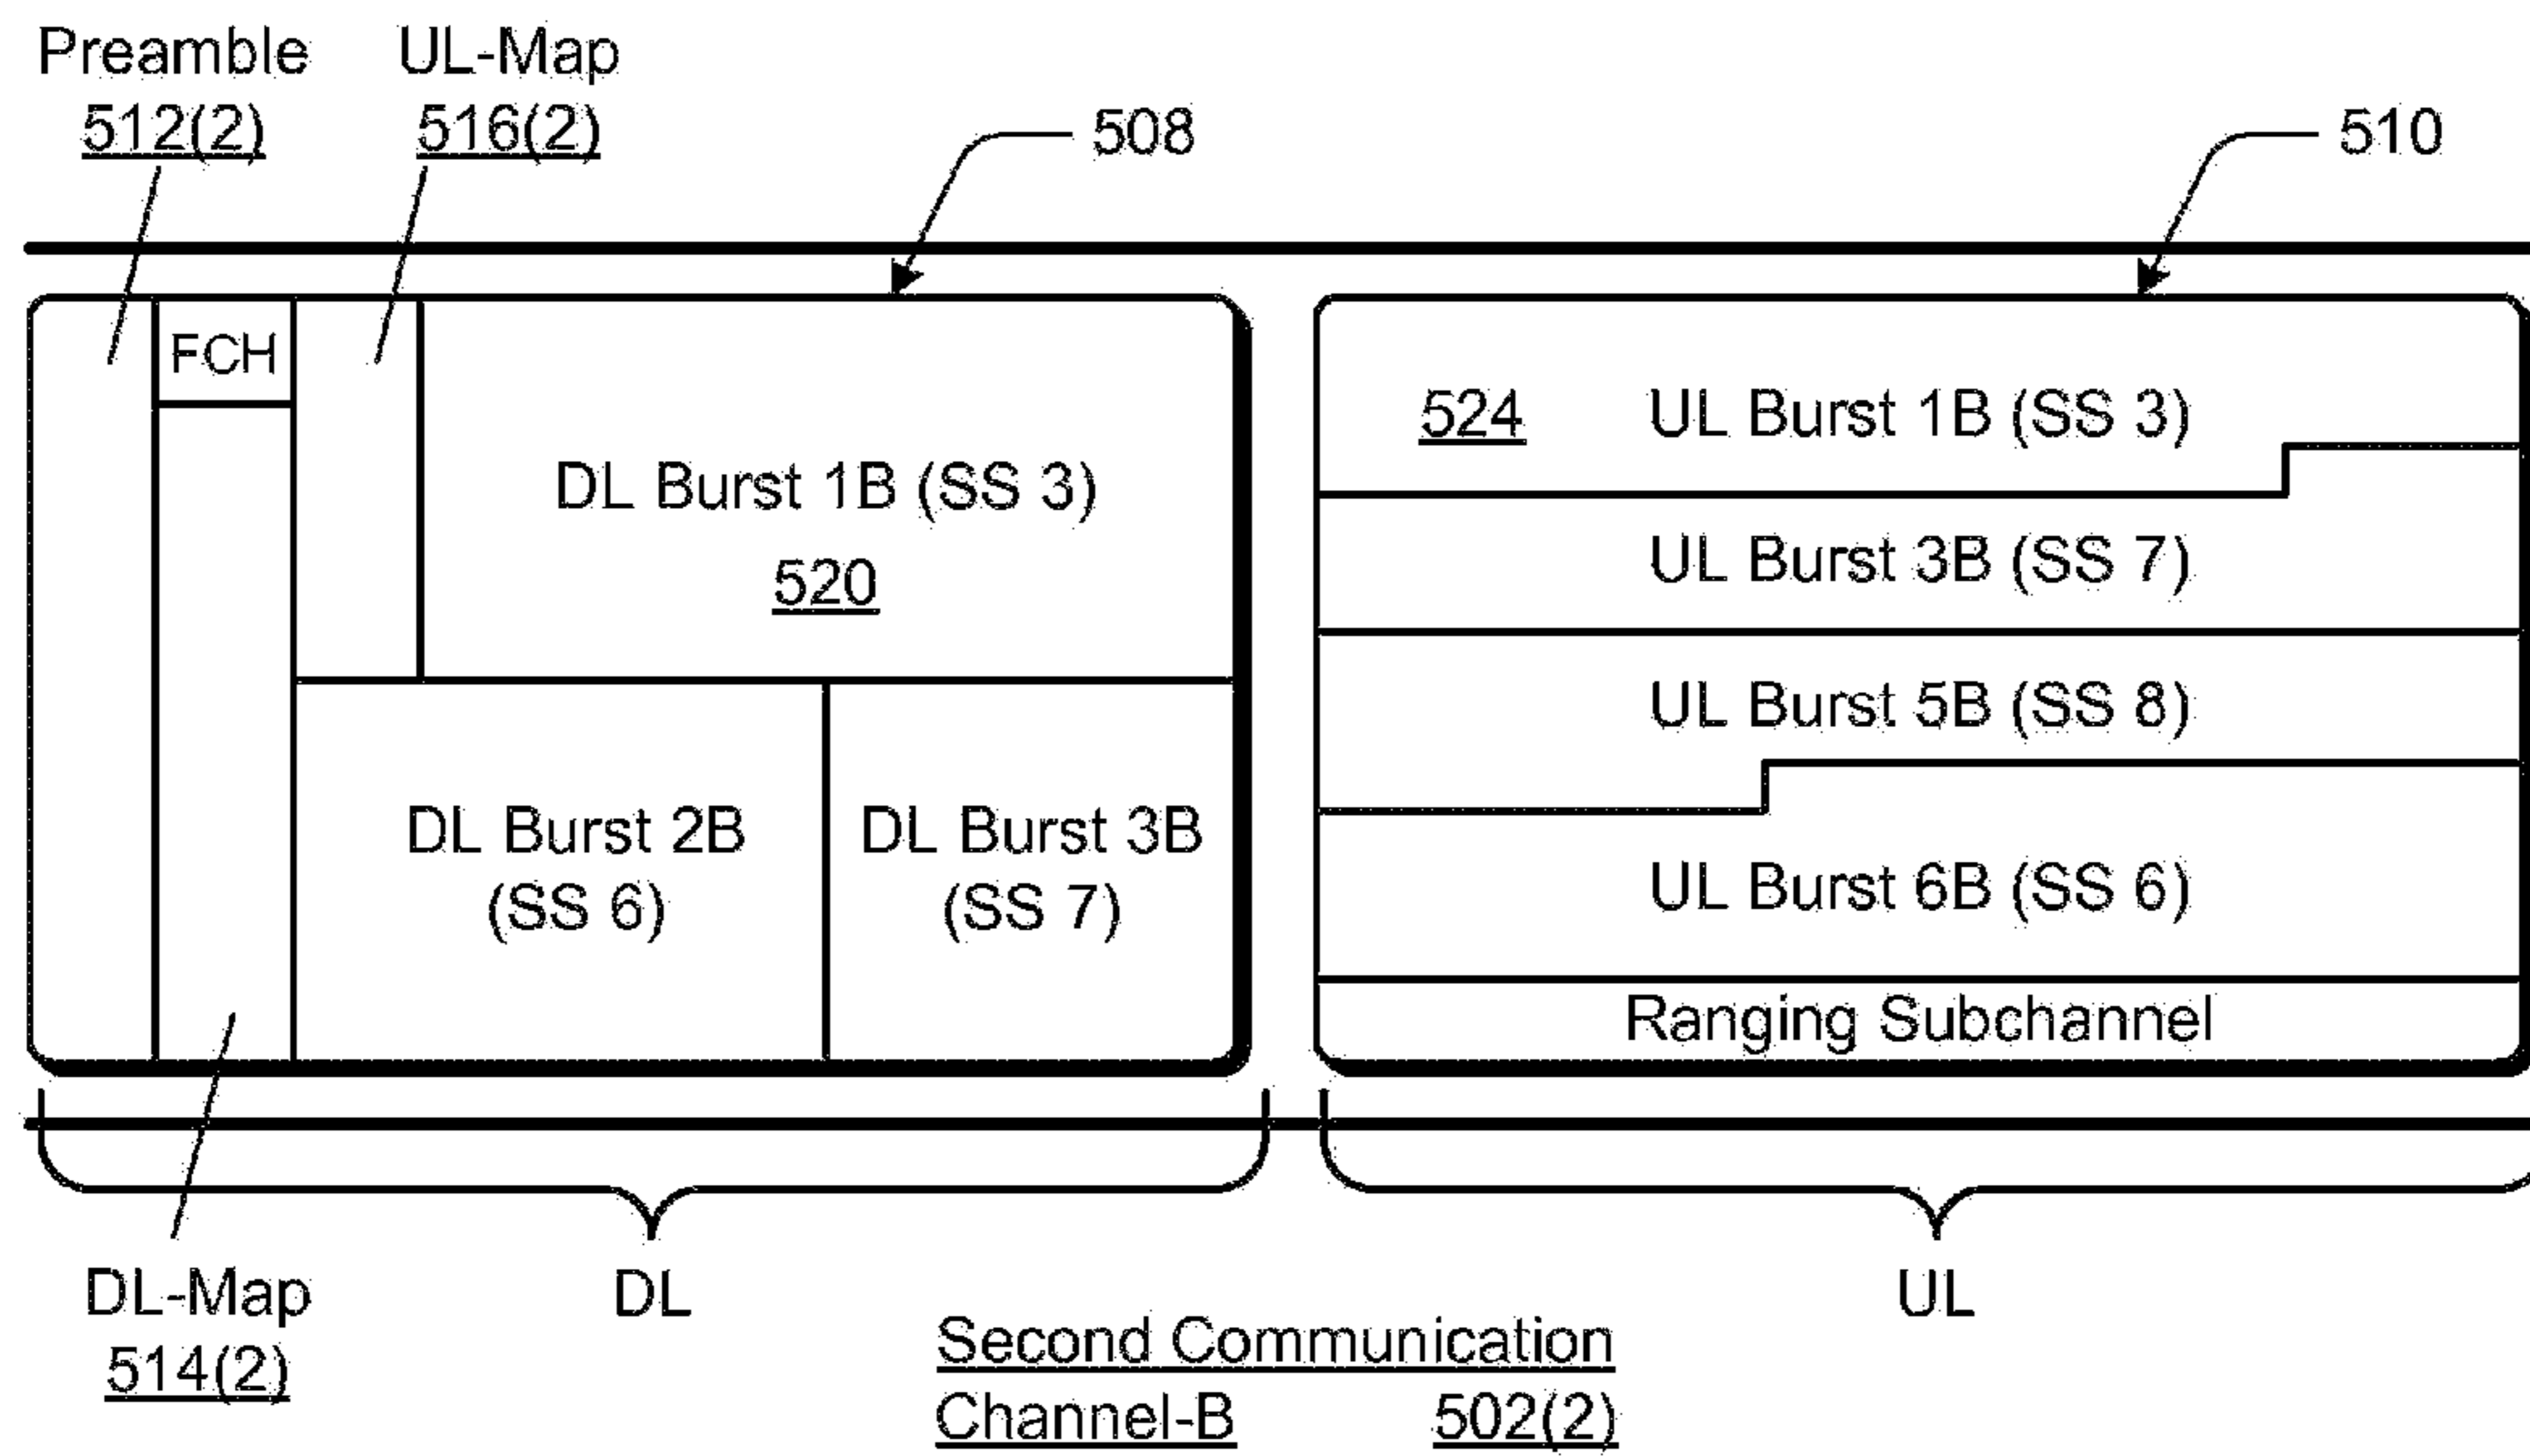 Preamble
512(2)
UL-Map
516(2)
508
510
FCH
DL Burst 1B (SS 3)
520
DL Burst 2B
(SS 6)
DL Burst 3B
(SS 7)
524 UL Burst 1B (SS 3)
UL Burst 3B (SS 7)
UL Burst 5B (SS 8)
UL Burst 6B (SS 6)
Ranging Subchannel
DL-Map
514(2)
DL
UL
Second Communication
Channel-B 502(2)